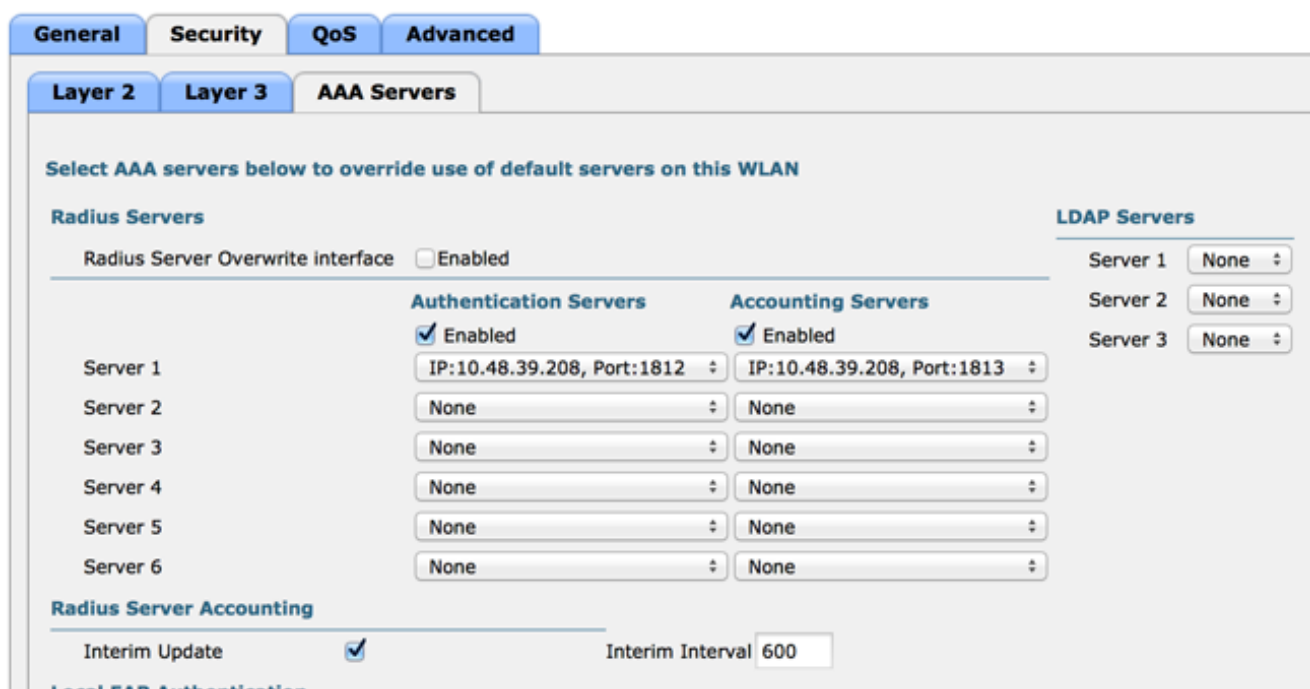 General Security QoS Advanced
Layer 2 Layer 3 AAA Servers
Select AAA servers below to override use of default servers on this WLAN
Radius Servers LDAP Servers
Radius Server Overwrite interface Enabled Server 1 None
Authentication Servers Accounting Servers Server 2 None
Enabled Enabled Server 3 None
Server 1 IP:10.48.39.208, Port:1812 IP:10.48.39.208, Port:1813
Server 2 None None
Server 3 None None
Server 4 None None
Server 5 None None
Server 6 None None
Radius Server Accounting
Interim Update Interim Interval 600
Local EAP Authentication